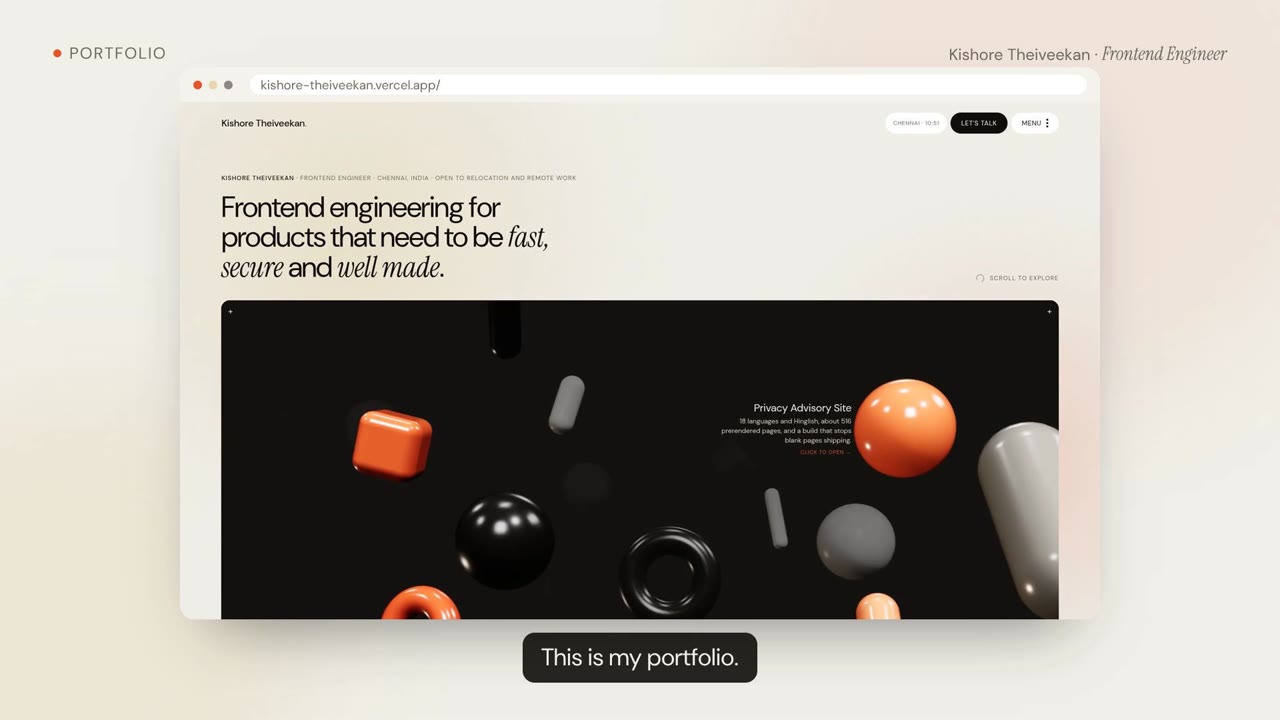 PORTFOLIO
Kishore Theiveekan · Frontend Engineer
kishore-theiveekan.vercel.app/
Kishore Theiveekan.
CHENNAI · 10:51
LET'S TALK
MENU
KISHORE THEIVEEKAN · FRONTEND ENGINEER · CHENNAI, INDIA · OPEN TO RELOCATION AND REMOTE WORK
Frontend engineering for
products that need to be fast,
secure and well made.
SCROLL TO EXPLORE
Privacy Advisory Site
18 languages and Hinglish, about 516
prerendered pages, and a build that stops
blank pages shipping.
CLICK TO OPEN →
This is my portfolio.